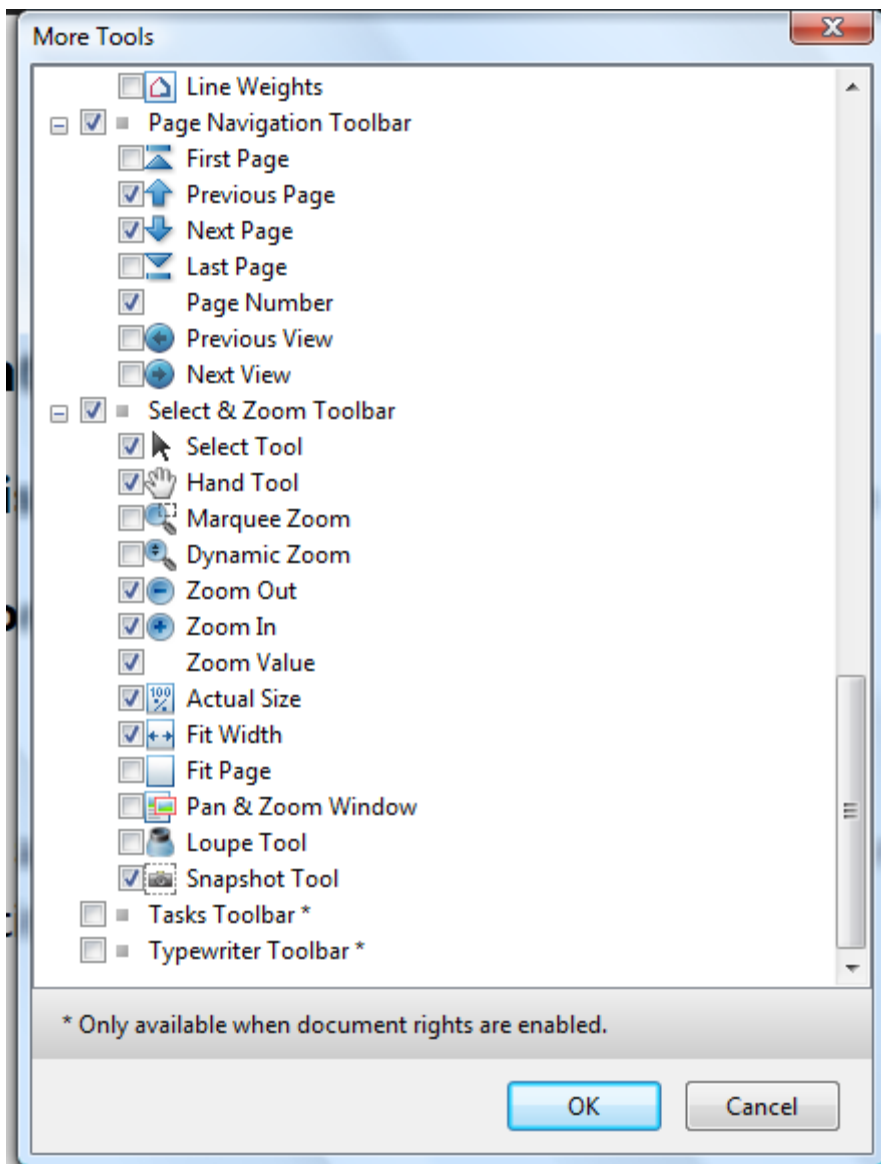 More Tools
Line Weights
Page Navigation Toolbar
First Page
Previous Page
Next Page
Last Page
Page Number
Previous View
Next View
Select & Zoom Toolbar
Select Tool
Hand Tool
Marquee Zoom
Dynamic Zoom
Zoom Out
Zoom In
Zoom Value
100 % Actual Size
Fit Width
Fit Page
Pan & Zoom Window
Loupe Tool
Snapshot Tool
Tasks Toolbar *
Typewriter Toolbar *
* Only available when document rights are enabled.
OK Cancel